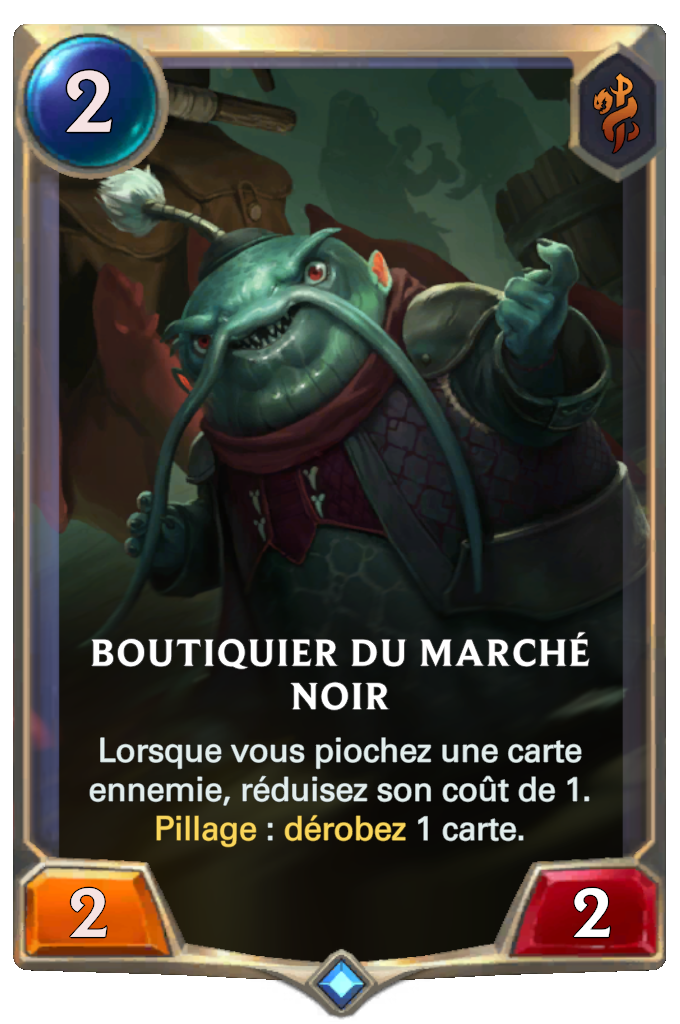 2
BOUTIQUIER DU MARCHÉ
NOIR
Lorsque vous piochez une carte
ennemie, réduisez son coût de 1.
Pillage : dérobez 1 carte.
2 2